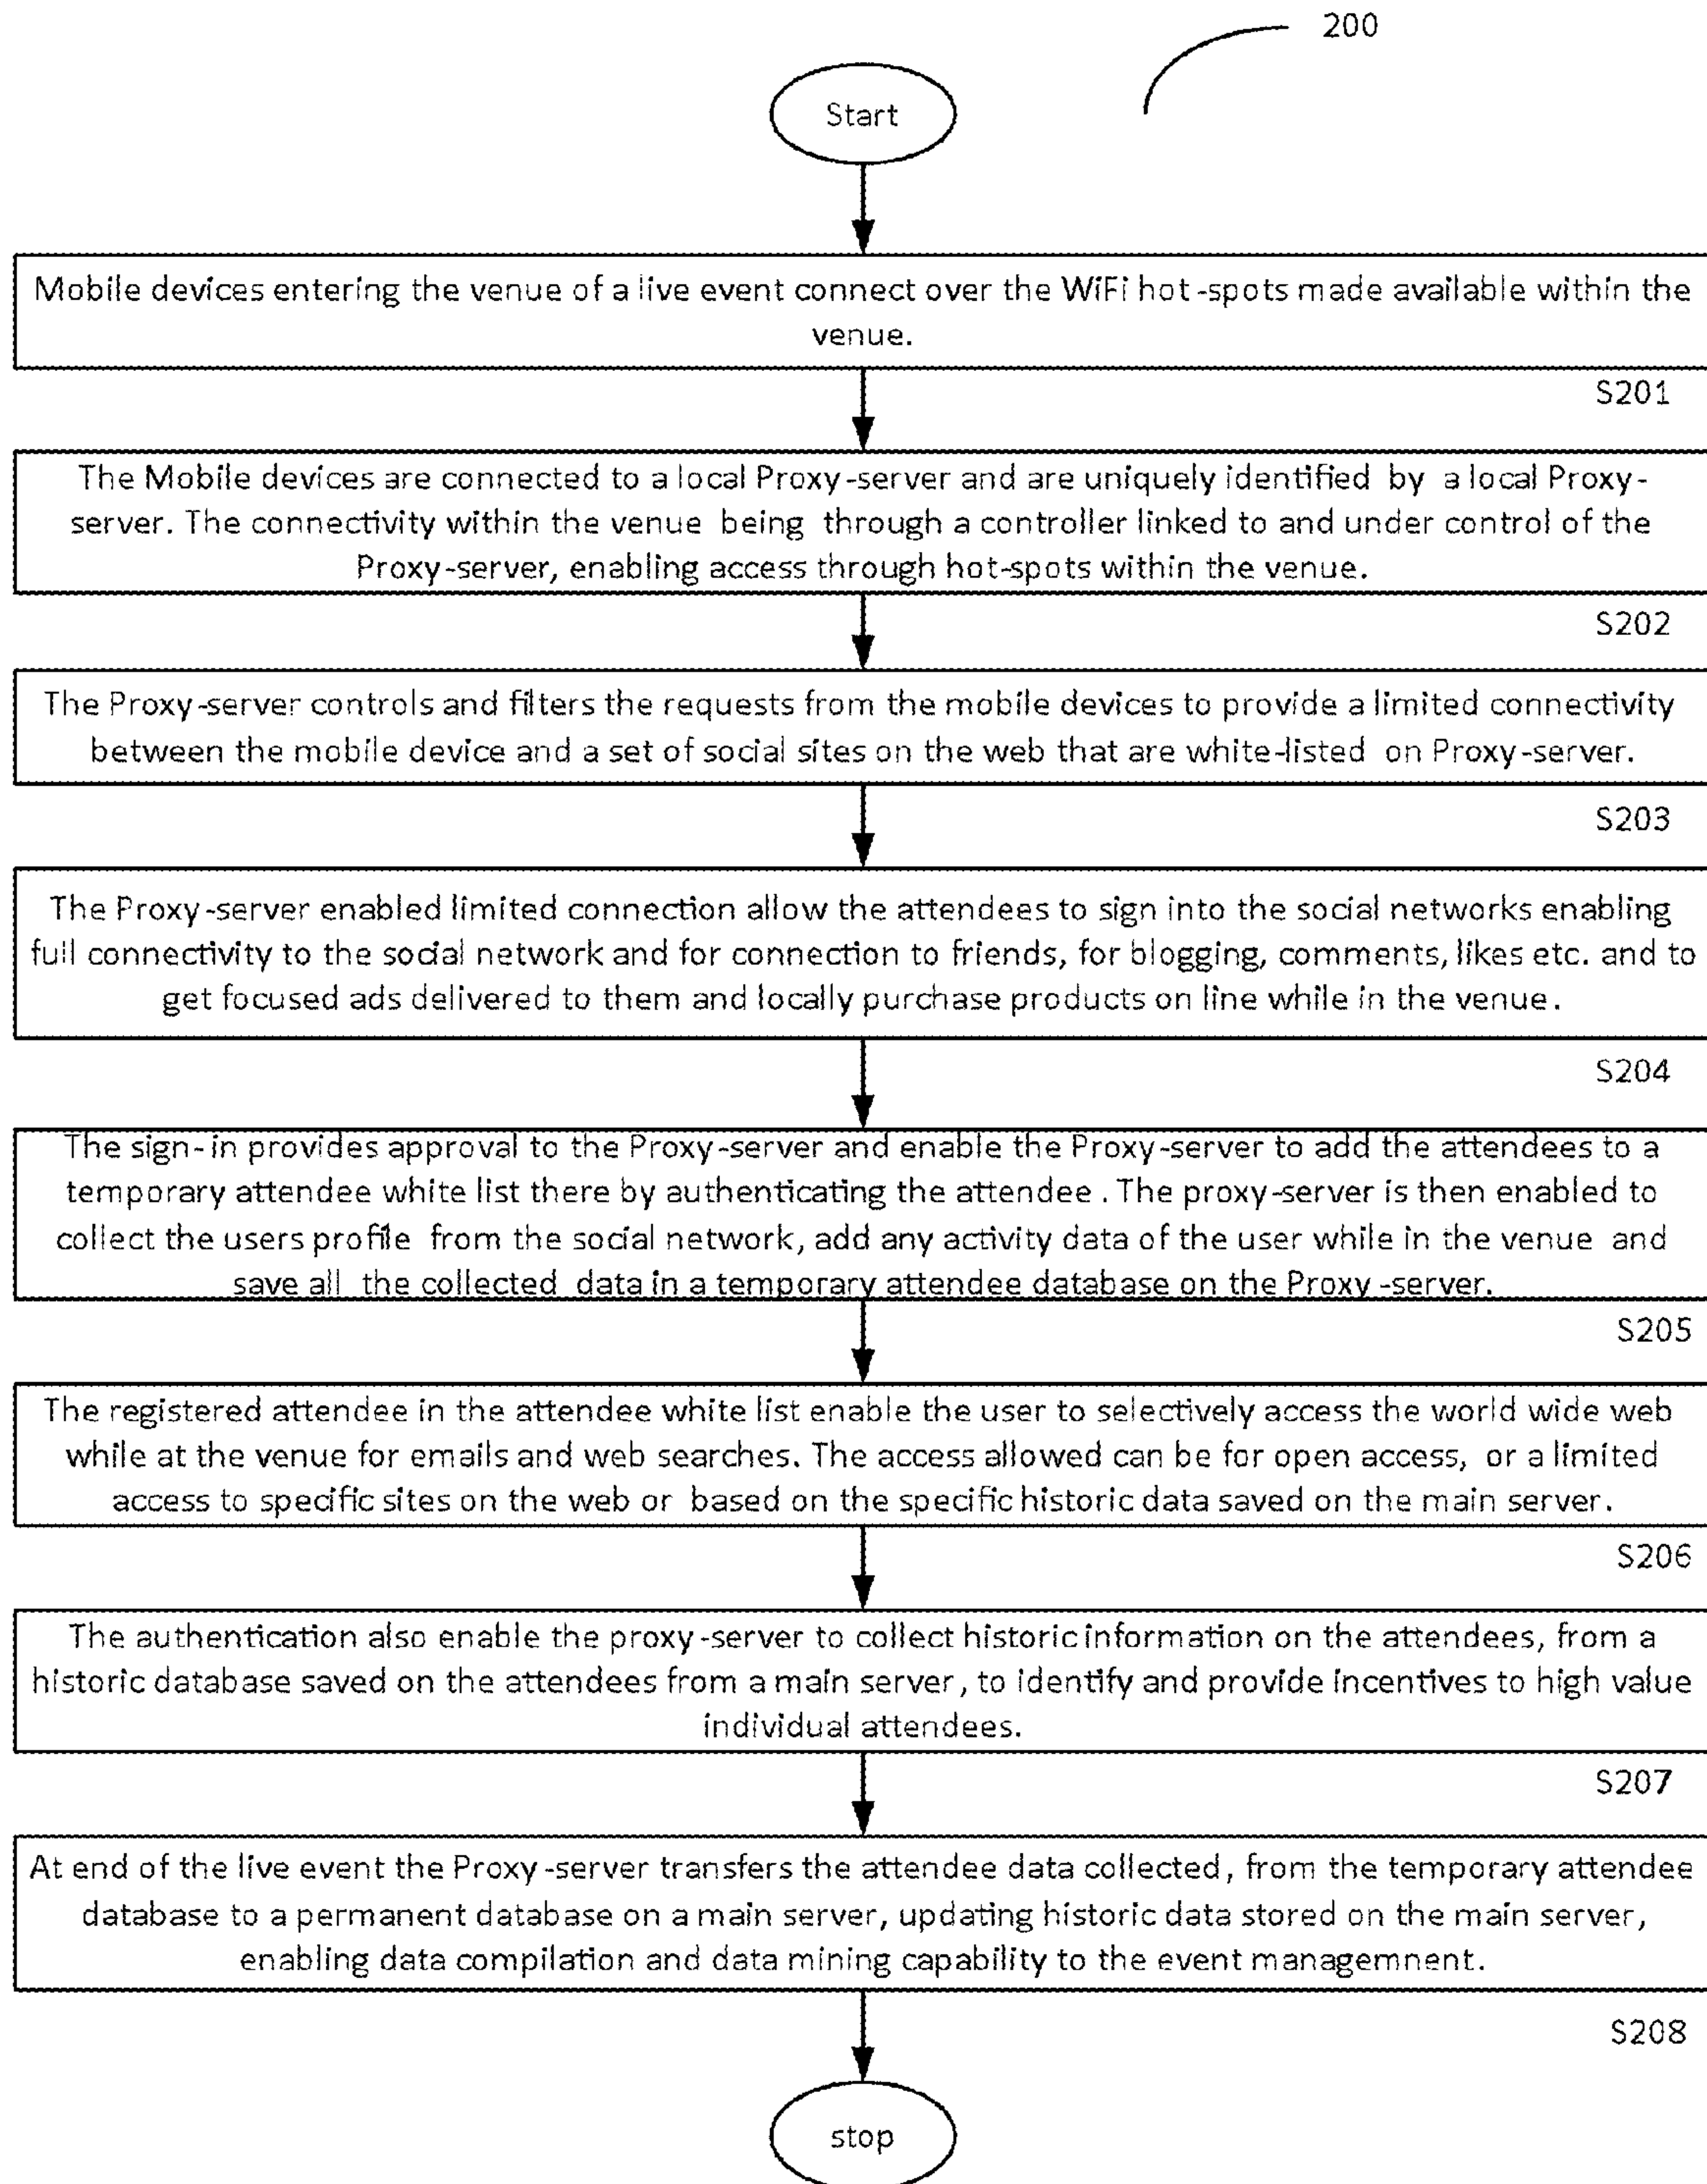 200
Start
Mobile devices entering the venue of a live event connect over the WiFi hot-spots made available within the
venue.
S201
The Mobile devices are connected to a local Proxy-server and are uniquely identified by a local Proxy-
server. The connectivity within the venue being through a controller linked to and under control of the
Proxy-server, enabling access through hot-spots within the venue.
S202
The Proxy-server controls and filters the requests from the mobile devices to provide a limited connectivity
between the mobile device and a set of social sites on the web that are white-listed on Proxy-server.
S203
The Proxy-server enabled limited connection allow the attendees to sign into the social networks enabling
full connectivity to the social network and for connection to friends, for blogging, comments, likes etc. and to
get focused ads delivered to them and locally purchase products on line while in the venue.
S204
The sign-in provides approval to the Proxy-server and enable the Proxy-server to add the attendees to a
temporary attendee white list there by authenticating the attendee. The proxy-server is then enabled to
collect the users profile from the social network, add any activity data of the user while in the venue and
save all the collected data in a temporary attendee database on the Proxy-server.
S205
The registered attendee in the attendee white list enable the user to selectively access the world wide web
while at the venue for emails and web searches. The access allowed can be for open access, or a limited
access to specific sites on the web or based on the specific historic data saved on the main server.
S206
The authentication also enable the proxy-server to collect historic information on the attendees, from a
historic database saved on the attendees from a main server, to identify and provide incentives to high value
individual attendees.
S207
At end of the live event the Proxy-server transfers the attendee data collected, from the temporary attendee
database to a permanent database on a main server, updating historic data stored on the main server,
enabling data compilation and data mining capability to the event managemnent.
S208
stop